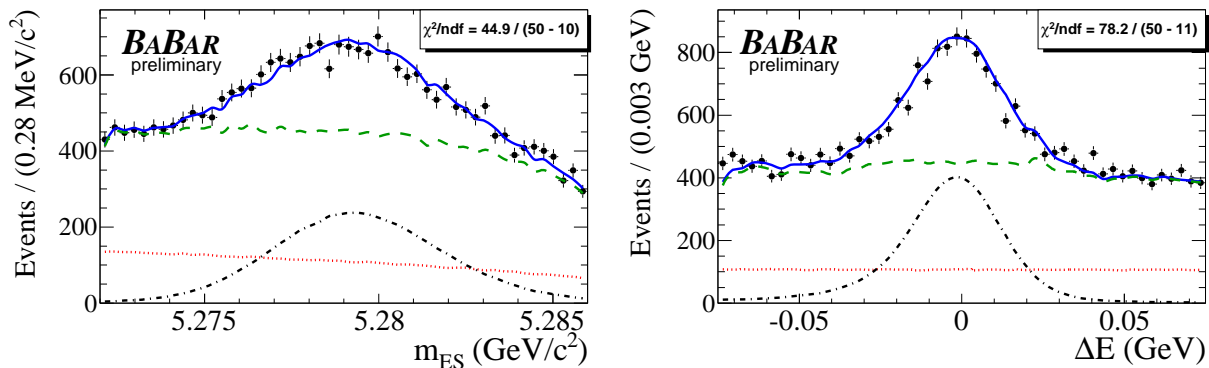 BABAR
preliminary
χ²/ndf = 44.9 / (50 - 10)
Events / (0.28 MeV/c²)
600
400
200
0
5.275
5.28
5.285
m_ES (GeV/c²)
BABAR
preliminary
χ²/ndf = 78.2 / (50 - 11)
Events / (0.003 GeV)
800
600
400
200
0
-0.05
0
0.05
ΔE (GeV)